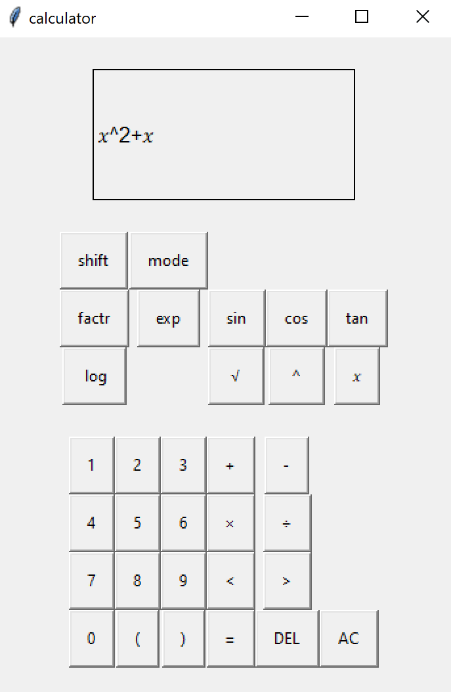 calculator
𝑥^2+𝑥
shift mode
factr exp sin cos tan
log √ ^ 𝑥
1 2 3 + -
4 5 6 × ÷
7 8 9 < >
0 ( ) = DEL AC